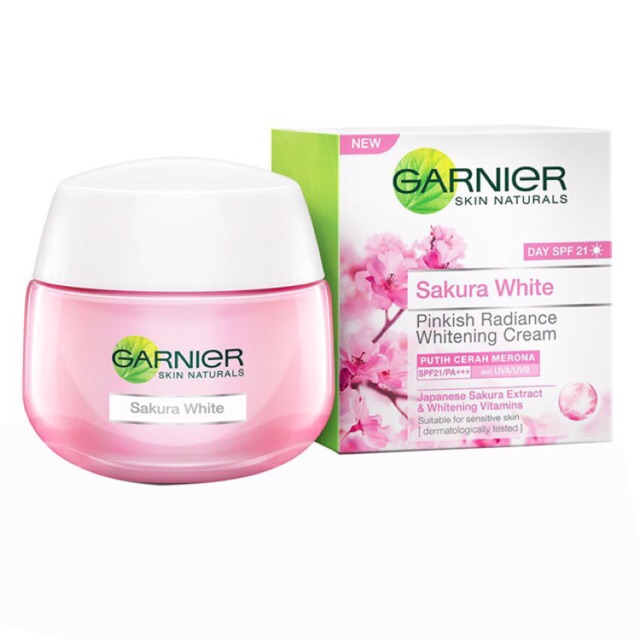 GARNIER
SKIN NATURALS
Sakura White
NEW
GARNIER
SKIN NATURALS
DAY SPF 21
Sakura White
Pinkish Radiance
Whitening Cream
PUTIH CERAH MERONA
SPF21/PA+++ anti UVA/UVB
Japanese Sakura Extract
& Whitening Vitamins
Suitable for sensitive skin
[ dermatologically tested ]